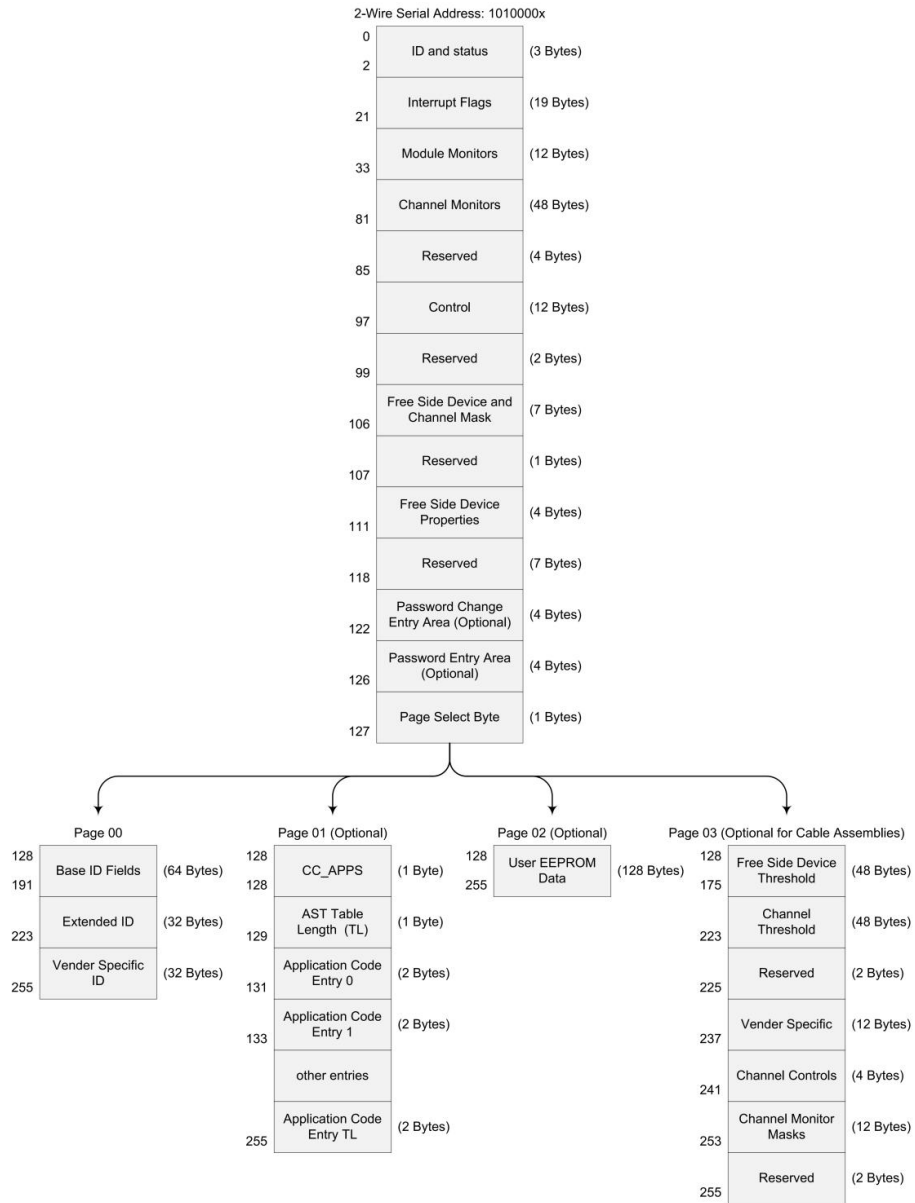 2-Wire Serial Address: 1010000x
0
ID and status
(3 Bytes)
2
Interrupt Flags
(19 Bytes)
21
Module Monitors
(12 Bytes)
33
Channel Monitors
(48 Bytes)
81
Reserved
(4 Bytes)
85
Control
(12 Bytes)
97
Reserved
(2 Bytes)
99
Free Side Device and
Channel Mask
(7 Bytes)
106
Reserved
(1 Bytes)
107
Free Side Device
Properties
(4 Bytes)
111
Reserved
(7 Bytes)
118
Password Change
Entry Area (Optional)
(4 Bytes)
122
Password Entry Area
(Optional)
(4 Bytes)
126
Page Select Byte
(1 Bytes)
127
Page 00
128
Base ID Fields
(64 Bytes)
191
Extended ID
(32 Bytes)
223
Vender Specific
ID
(32 Bytes)
255
Page 01 (Optional)
128
CC_APPS
(1 Byte)
128
AST Table
Length (TL)
(1 Byte)
129
Application Code
Entry 0
(2 Bytes)
131
Application Code
Entry 1
(2 Bytes)
133
other entries
Application Code
Entry TL
(2 Bytes)
255
Page 02 (Optional)
128
User EEPROM
Data
(128 Bytes)
255
Page 03 (Optional for Cable Assemblies)
128
Free Side Device
Threshold
(48 Bytes)
175
Channel
Threshold
(48 Bytes)
223
Reserved
(2 Bytes)
225
Vender Specific
(12 Bytes)
237
Channel Controls
(4 Bytes)
241
Channel Monitor
Masks
(12 Bytes)
253
Reserved
(2 Bytes)
255